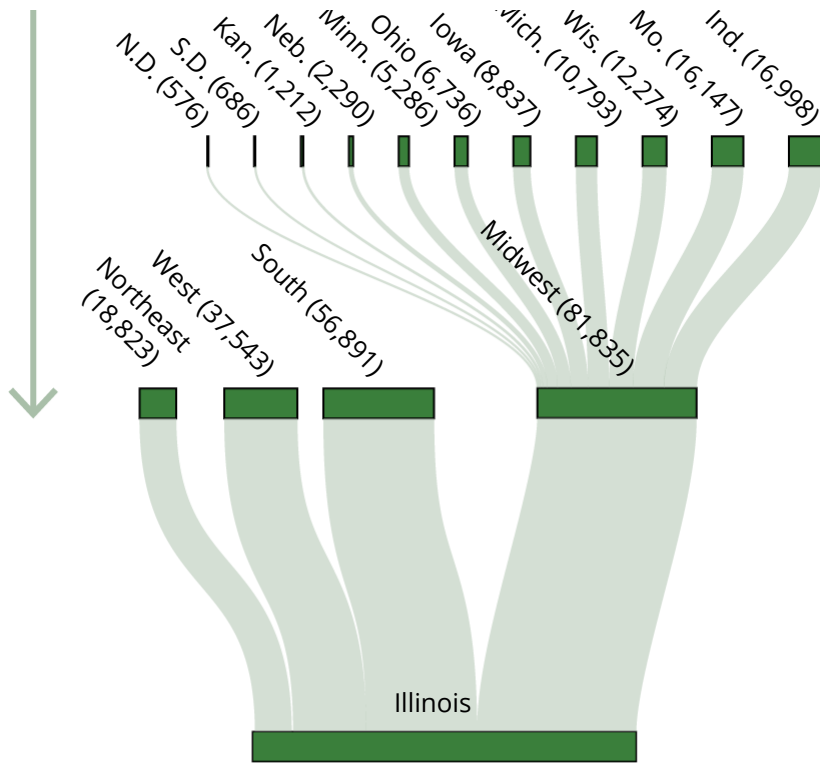 N.D. (576)
S.D. (686)
Kan. (1,212)
Neb. (2,290)
Minn. (5,286)
Ohio (6,736)
Iowa (8,837)
Mich. (10,793)
Wis. (12,274)
Mo. (16,147)
Ind. (16,998)
Northeast
(18,823)
West (37,543)
South (56,891)
Midwest (81,835)
Illinois